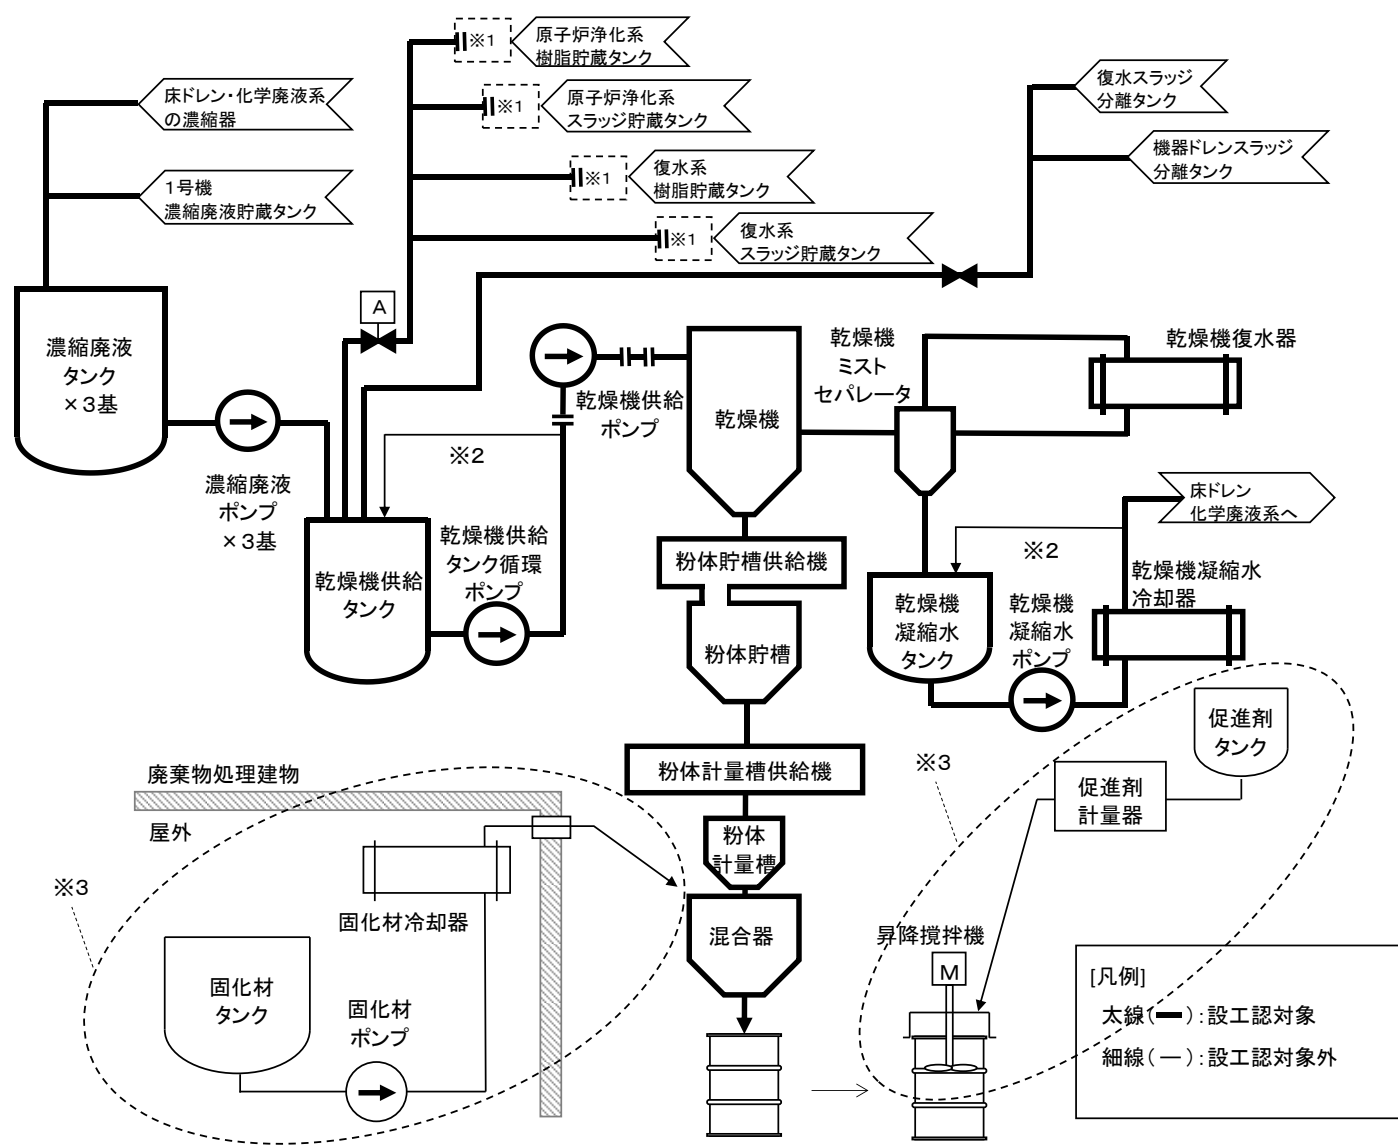 ※1
原子炉浄化系
樹脂貯蔵タンク
床ドレン・化学廃液系
の濃縮器
※1
原子炉浄化系
スラッジ貯蔵タンク
復水スラッジ
分離タンク
機器ドレンスラッジ
分離タンク
1号機
濃縮廃液貯蔵タンク
※1
復水系
樹脂貯蔵タンク
※1
復水系
スラッジ貯蔵タンク
A
濃縮廃液
タンク
×3基
乾燥機供給
ポンプ
乾燥機
乾燥機
ミスト
セパレータ
乾燥機復水器
※2
濃縮廃液
ポンプ
×3基
乾燥機供給
タンク
乾燥機供給
タンク循環
ポンプ
粉体貯槽供給機
粉体貯槽
床ドレン
化学廃液系へ
※2
乾燥機
凝縮水
タンク
乾燥機
凝縮水
ポンプ
乾燥機凝縮水
冷却器
粉体計量槽供給機
粉体
計量槽
混合器
促進剤
タンク
促進剤
計量器
※3
廃棄物処理建物
屋外
※3
固化材冷却器
固化材
タンク
固化材
ポンプ
昇降撹拌機
M
[凡例]
太線(ー):設工認対象
細線(―):設工認対象外